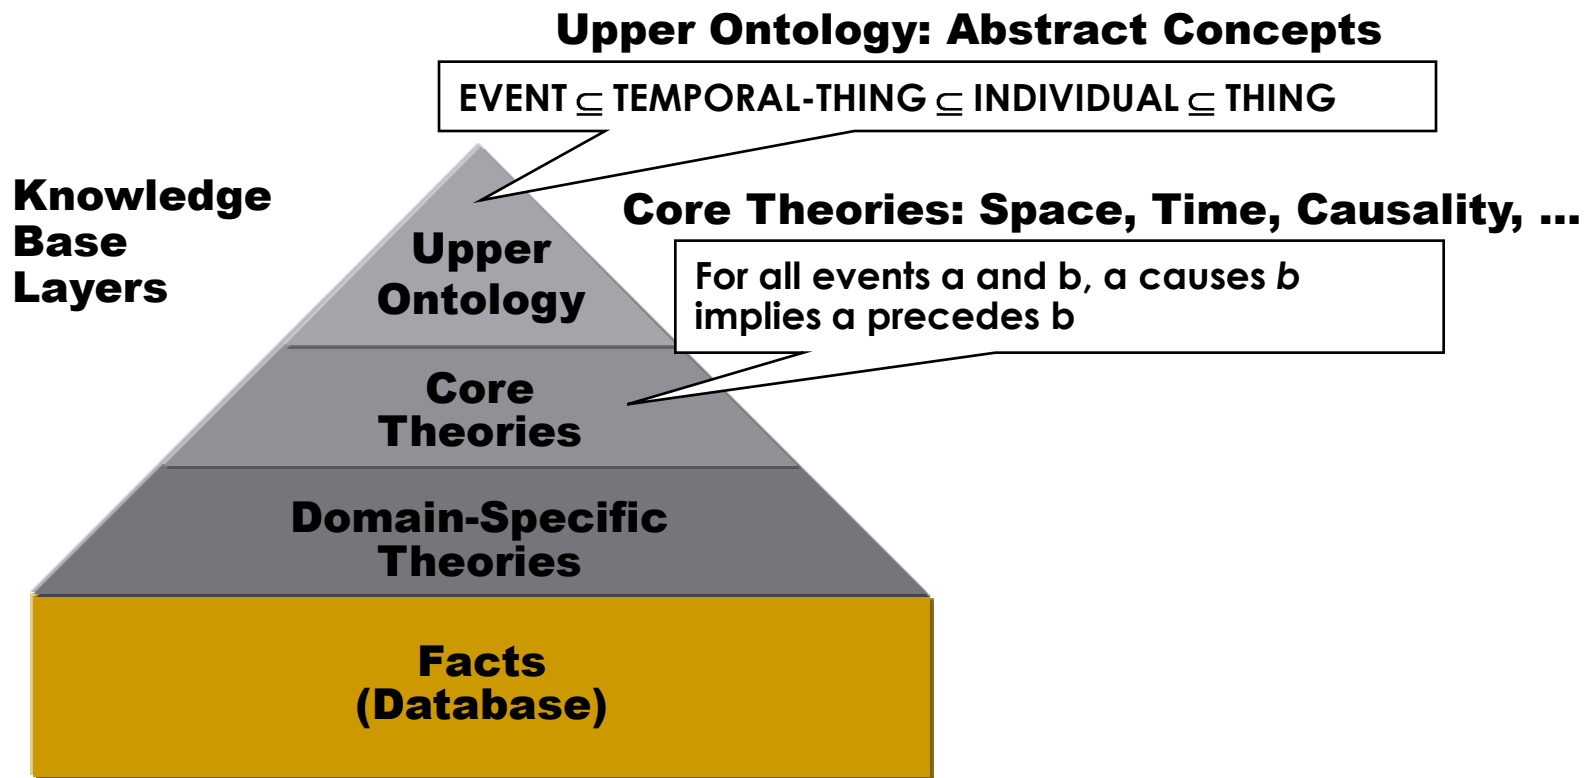 Upper Ontology: Abstract Concepts
EVENT ⊆ TEMPORAL-THING ⊆ INDIVIDUAL ⊆ THING
Knowledge
Base
Layers
Core Theories: Space, Time, Causality, ...
For all events a and b, a causes b
implies a precedes b
Upper
Ontology
Core
Theories
Domain-Specific
Theories
Facts
(Database)